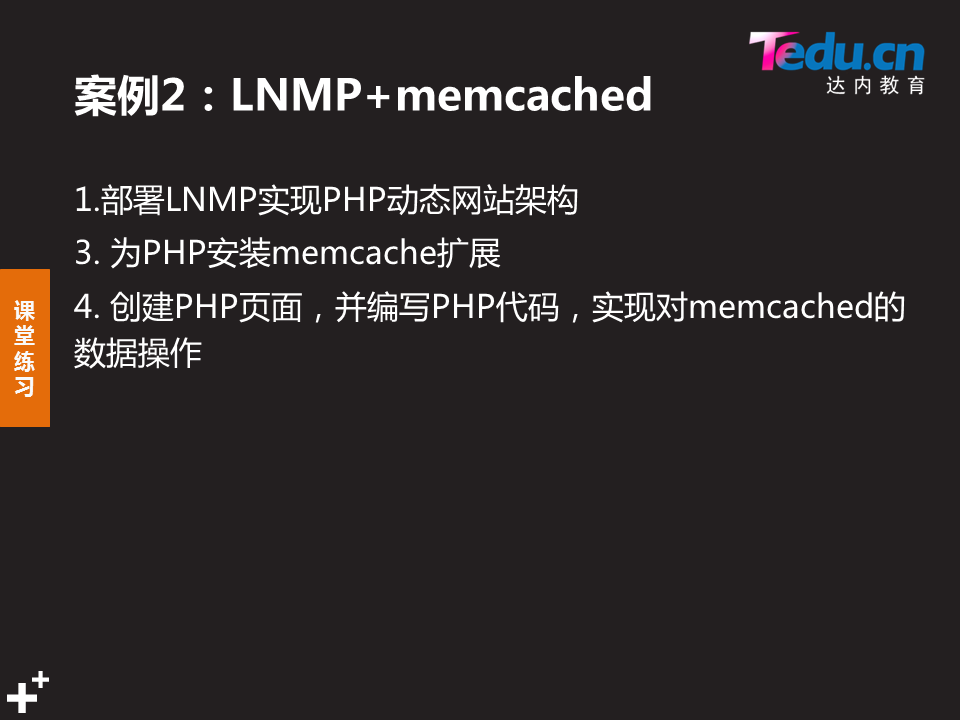 Tedu.cn
达内教育
案例2：LNMP+memcached
1.部署LNMP实现PHP动态网站架构
3. 为PHP安装memcache扩展
4. 创建PHP页面，并编写PHP代码，实现对memcached的
数据操作
课
堂
练
习